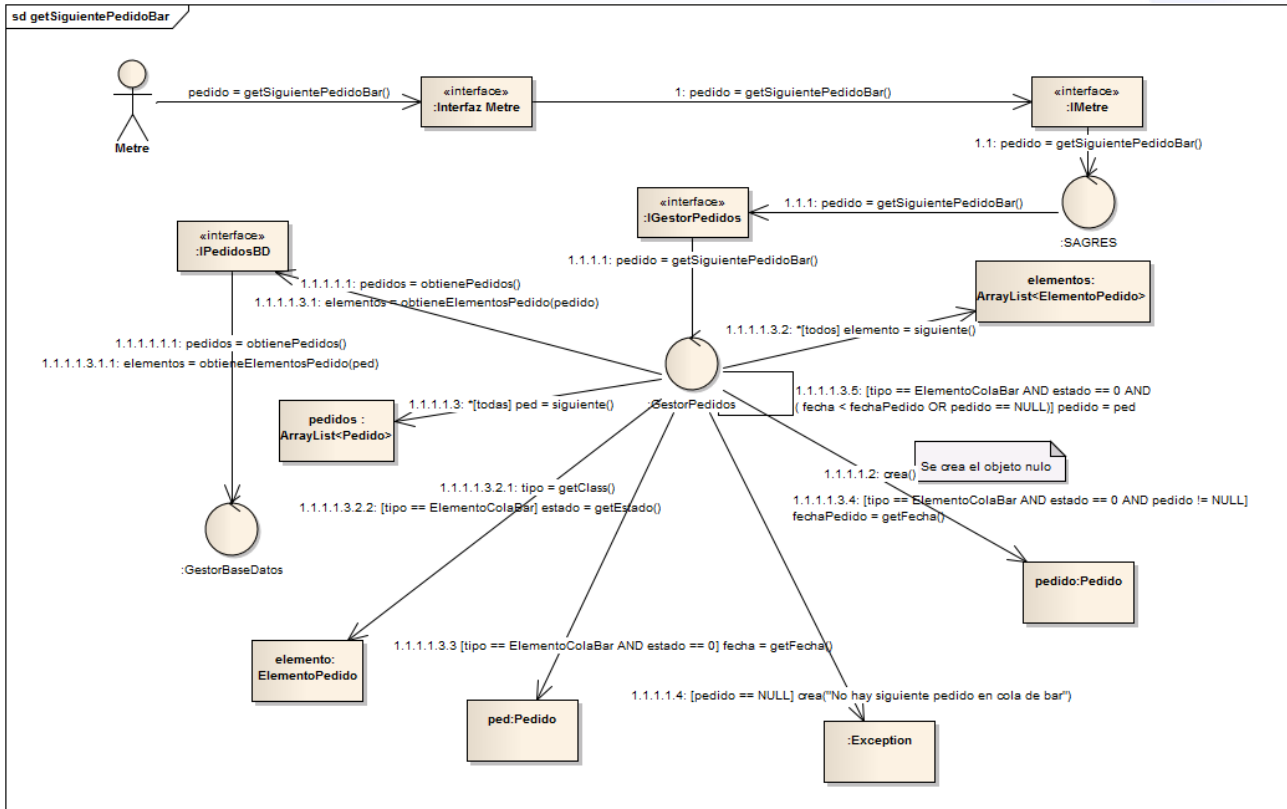 sd getSiguientePedidoBar
pedido = getSiguientePedidoBar()
«interface»
:Interfaz Metre
1: pedido = getSiguientePedidoBar()
«interface»
:IMetre
Metre
1.1: pedido = getSiguientePedidoBar()
«interface»
:IGestorPedidos
1.1.1: pedido = getSiguientePedidoBar()
:SAGRES
«interface»
:IPedidosBD
1.1.1.1: pedido = getSiguientePedidoBar()
elementos:
ArrayList<ElementoPedido>
1.1.1.1.1: pedidos = obtienePedidos()
1.1.1.1.3.1: elementos = obtieneElementosPedido(pedido)
1.1.1.1.3.2: *[todos] elemento = siguiente()
1.1.1.1.1.1: pedidos = obtienePedidos()
1.1.1.1.3.1.1: elementos = obtieneElementosPedido(ped)
:GestorPedidos
1.1.1.1.3.5: [tipo == ElementoColaBar AND estado == 0 AND
( fecha < fechaPedido OR pedido == NULL)] pedido = ped
1.1.1.1.3: *[todas] ped = siguiente()
pedidos :
ArrayList<Pedido>
Se crea el objeto nulo
1.1.1.1.2: crea()
1.1.1.1.3.2.1: tipo = getClass()
1.1.1.1.3.2.2: [tipo == ElementoColaBar] estado = getEstado()
1.1.1.1.3.4: [tipo == ElementoColaBar AND estado == 0 AND pedido != NULL]
fechaPedido = getFecha()
:GestorBaseDatos
pedido:Pedido
1.1.1.1.3.3 [tipo == ElementoColaBar AND estado == 0] fecha = getFecha()
elemento:
ElementoPedido
1.1.1.1.4: [pedido == NULL] crea("No hay siguiente pedido en cola de bar")
ped:Pedido
:Exception